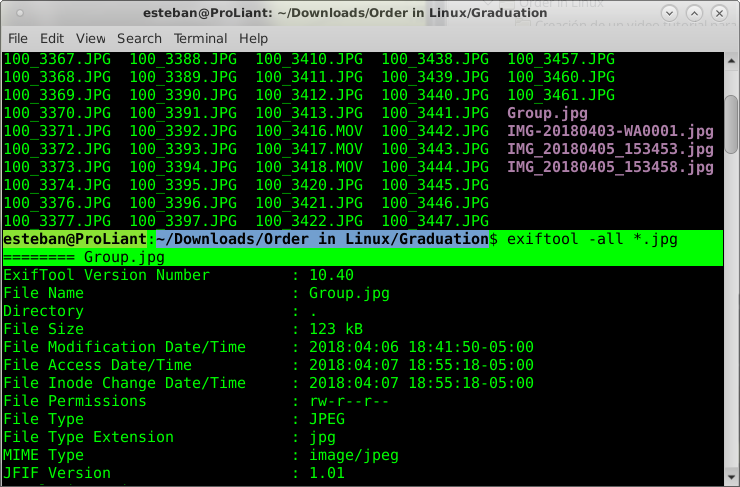 Order in Linux
esteban@ProLiant: ~/Downloads/Order in Linux/Graduation
File Edit View Search Terminal Help
100_3367.JPG 100_3388.JPG 100_3410.JPG 100_3438.JPG 100_3457.JPG
100_3368.JPG 100_3389.JPG 100_3411.JPG 100_3439.JPG 100_3460.JPG
100_3369.JPG 100_3390.JPG 100_3412.JPG 100_3440.JPG 100_3461.JPG
100_3370.JPG 100_3391.JPG 100_3413.JPG 100_3441.JPG Group.jpg
100_3371.JPG 100_3392.JPG 100_3416.MOV 100_3442.JPG IMG-20180403-WA0001.jpg
100_3372.JPG 100_3393.JPG 100_3417.MOV 100_3443.JPG IMG_20180405_153453.jpg
100_3373.JPG 100_3394.JPG 100_3418.MOV 100_3444.JPG IMG_20180405_153458.jpg
100_3374.JPG 100_3395.JPG 100_3420.JPG 100_3445.JPG
100_3376.JPG 100_3396.JPG 100_3421.JPG 100_3446.JPG
100_3377.JPG 100_3397.JPG 100_3422.JPG 100_3447.JPG
esteban@ProLiant:~/Downloads/Order in Linux/Graduation$ exiftool -all *.jpg
======== Group.jpg
ExifTool Version Number : 10.40
File Name : Group.jpg
Directory : .
File Size : 123 kB
File Modification Date/Time : 2018:04:06 18:41:50-05:00
File Access Date/Time : 2018:04:07 18:55:18-05:00
File Inode Change Date/Time : 2018:04:07 18:55:18-05:00
File Permissions : rw-r--r--
File Type : JPEG
File Type Extension : jpg
MIME Type : image/jpeg
JFIF Version : 1.01